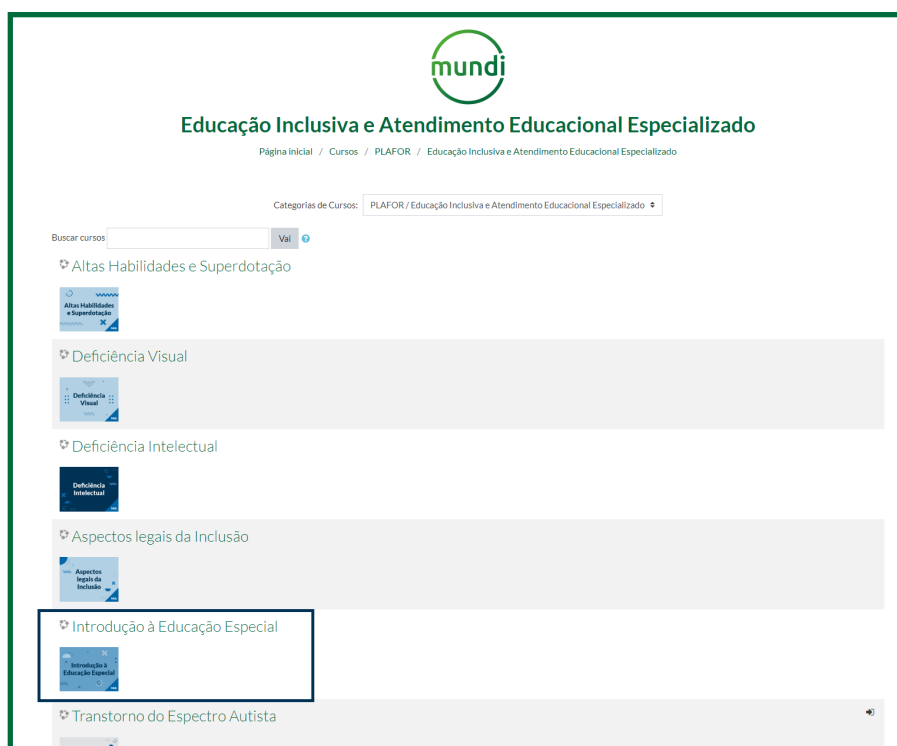 mundi
Educação Inclusiva e Atendimento Educacional Especializado
Página inicial / Cursos / PLAFOR / Educação Inclusiva e Atendimento Educacional Especializado
Categorias de Cursos: PLAFOR / Educação Inclusiva e Atendimento Educacional Especializado
Buscar cursos Vai
Altas Habilidades e Superdotação
Altas Habilidades
e Superdotação
Deficiência Visual
Deficiência
Visual
Deficiência Intelectual
Deficiência
Intelectual
Aspectos legais da Inclusão
Aspectos
legais da
Inclusão
Introdução à Educação Especial
Introdução à
Educação Especial
Transtorno do Espectro Autista